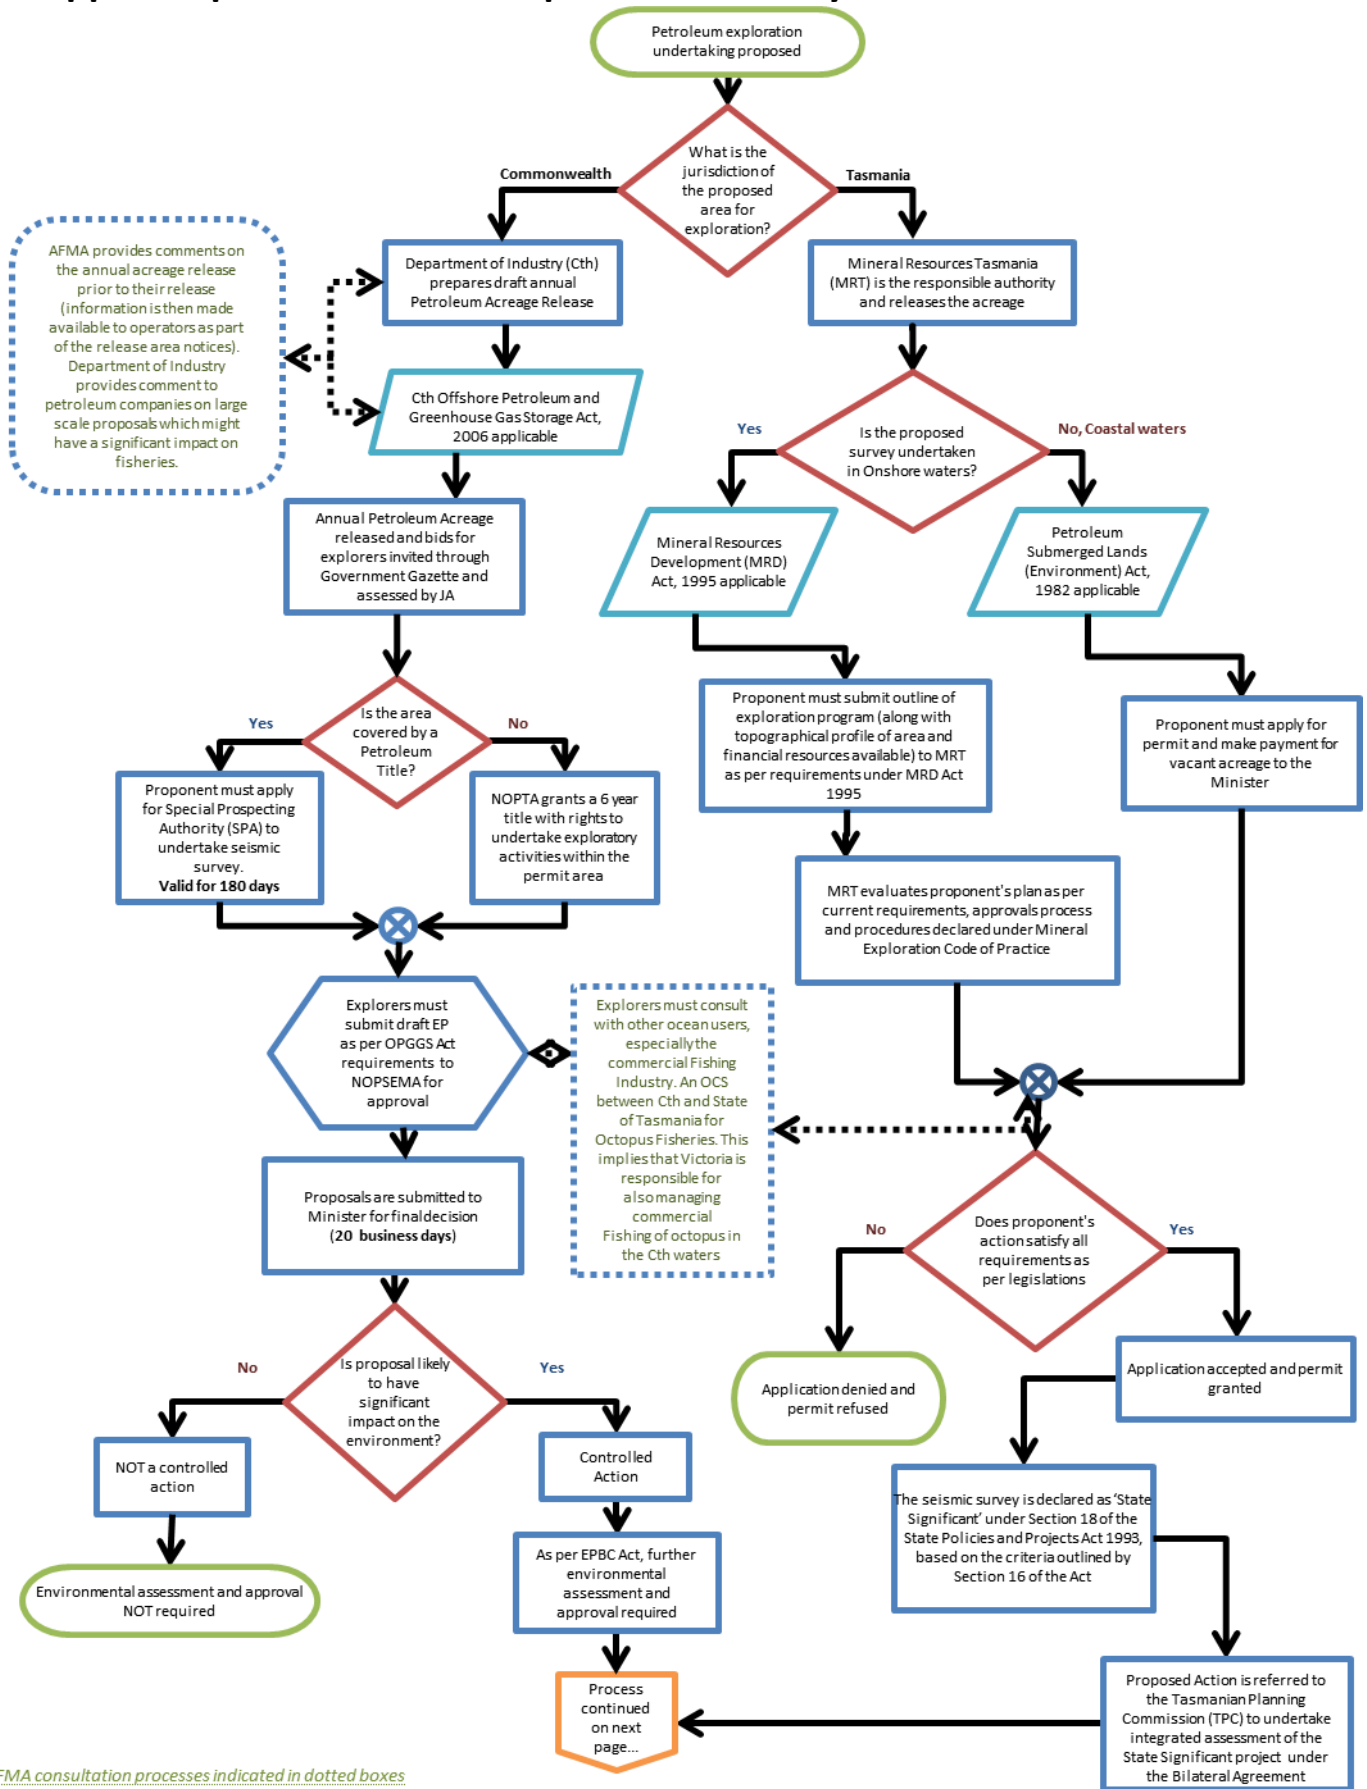 Petroleum exploration
undertaking proposed
What is the
jurisdiction of
the proposed
area for
exploration?
Commonwealth
Tasmania
AFMA provides comments on
the annual acreage release
prior to their release
(information is then made
available to operators as part
of the release area notices).
Department of Industry
provides comment to
petroleum companies on large
scale proposals which might
have a significant impact on
fisheries.
Department of Industry (Cth)
prepares draft annual
Petroleum Acreage Release
Mineral Resources Tasmania
(MRT) is the responsible authority
and releases the acreage
Cth Offshore Petroleum and
Greenhouse Gas Storage Act,
2006 applicable
Is the proposed
survey undertaken
in Onshore waters?
Yes
No, Coastal waters
Annual Petroleum Acreage
released and bids for
explorers invited through
Government Gazette and
assessed by JA
Mineral Resources
Development (MRD)
Act, 1995 applicable
Petroleum
Submerged Lands
(Environment) Act,
1982 applicable
Is the area
covered by a
Petroleum
Title?
Yes
No
Proponent must submit outline of
exploration program (along with
topographical profile of area and
financial resources available) to MRT
as per requirements under MRD Act
1995
Proponent must apply for
permit and make payment for
vacant acreage to the
Minister
Proponent must apply
for Special Prospecting
Authority (SPA) to
undertake seismic
survey.
Valid for 180 days
NOPTA grants a 6 year
title with rights to
undertake exploratory
activities within the
permit area
MRT evaluates proponent's plan as per
current requirements, approvals process
and procedures declared under Mineral
Exploration Code of Practice
Explorers must
submit draft EP
as per OPGGS Act
requirements to
NOPSEMA for
approval
Explorers must consult
with other ocean users,
especially the
commercial Fishing
Industry. An OCS
between Cth and State
of Tasmania for
Octopus Fisheries. This
implies that Victoria is
responsible for
also managing
commercial
Fishing of octopus in
the Cth waters
Proposals are submitted to
Minister for final decision
(20 business days)
Does proponent's
action satisfy all
requirements as
per legislations
No
Yes
Is proposal likely
to have
significant
impact on the
environment?
No
Yes
Application denied and
permit refused
Application accepted and permit
granted
NOT a controlled
action
Controlled
Action
The seismic survey is declared as ‘State
Significant’ under Section 18 of the
State Policies and Projects Act 1993,
based on the criteria outlined by
Section 16 of the Act
As per EPBC Act, further
environmental
assessment and
approval required
Environmental assessment and approval
NOT required
Process
continued
on next
page...
Proposed Action is referred to
the Tasmanian Planning
Commission (TPC) to undertake
integrated assessment of the
State Significant project under
the Bilateral Agreement
FMA consultation processes indicated in dotted boxes